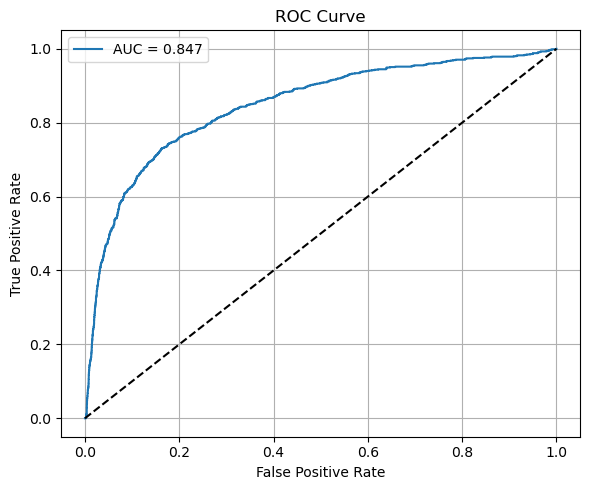 ROC Curve
AUC = 0.847
True Positive Rate
1.0
0.8
0.6
0.4
0.2
0.0
0.0 0.2 0.4 0.6 0.8 1.0
False Positive Rate